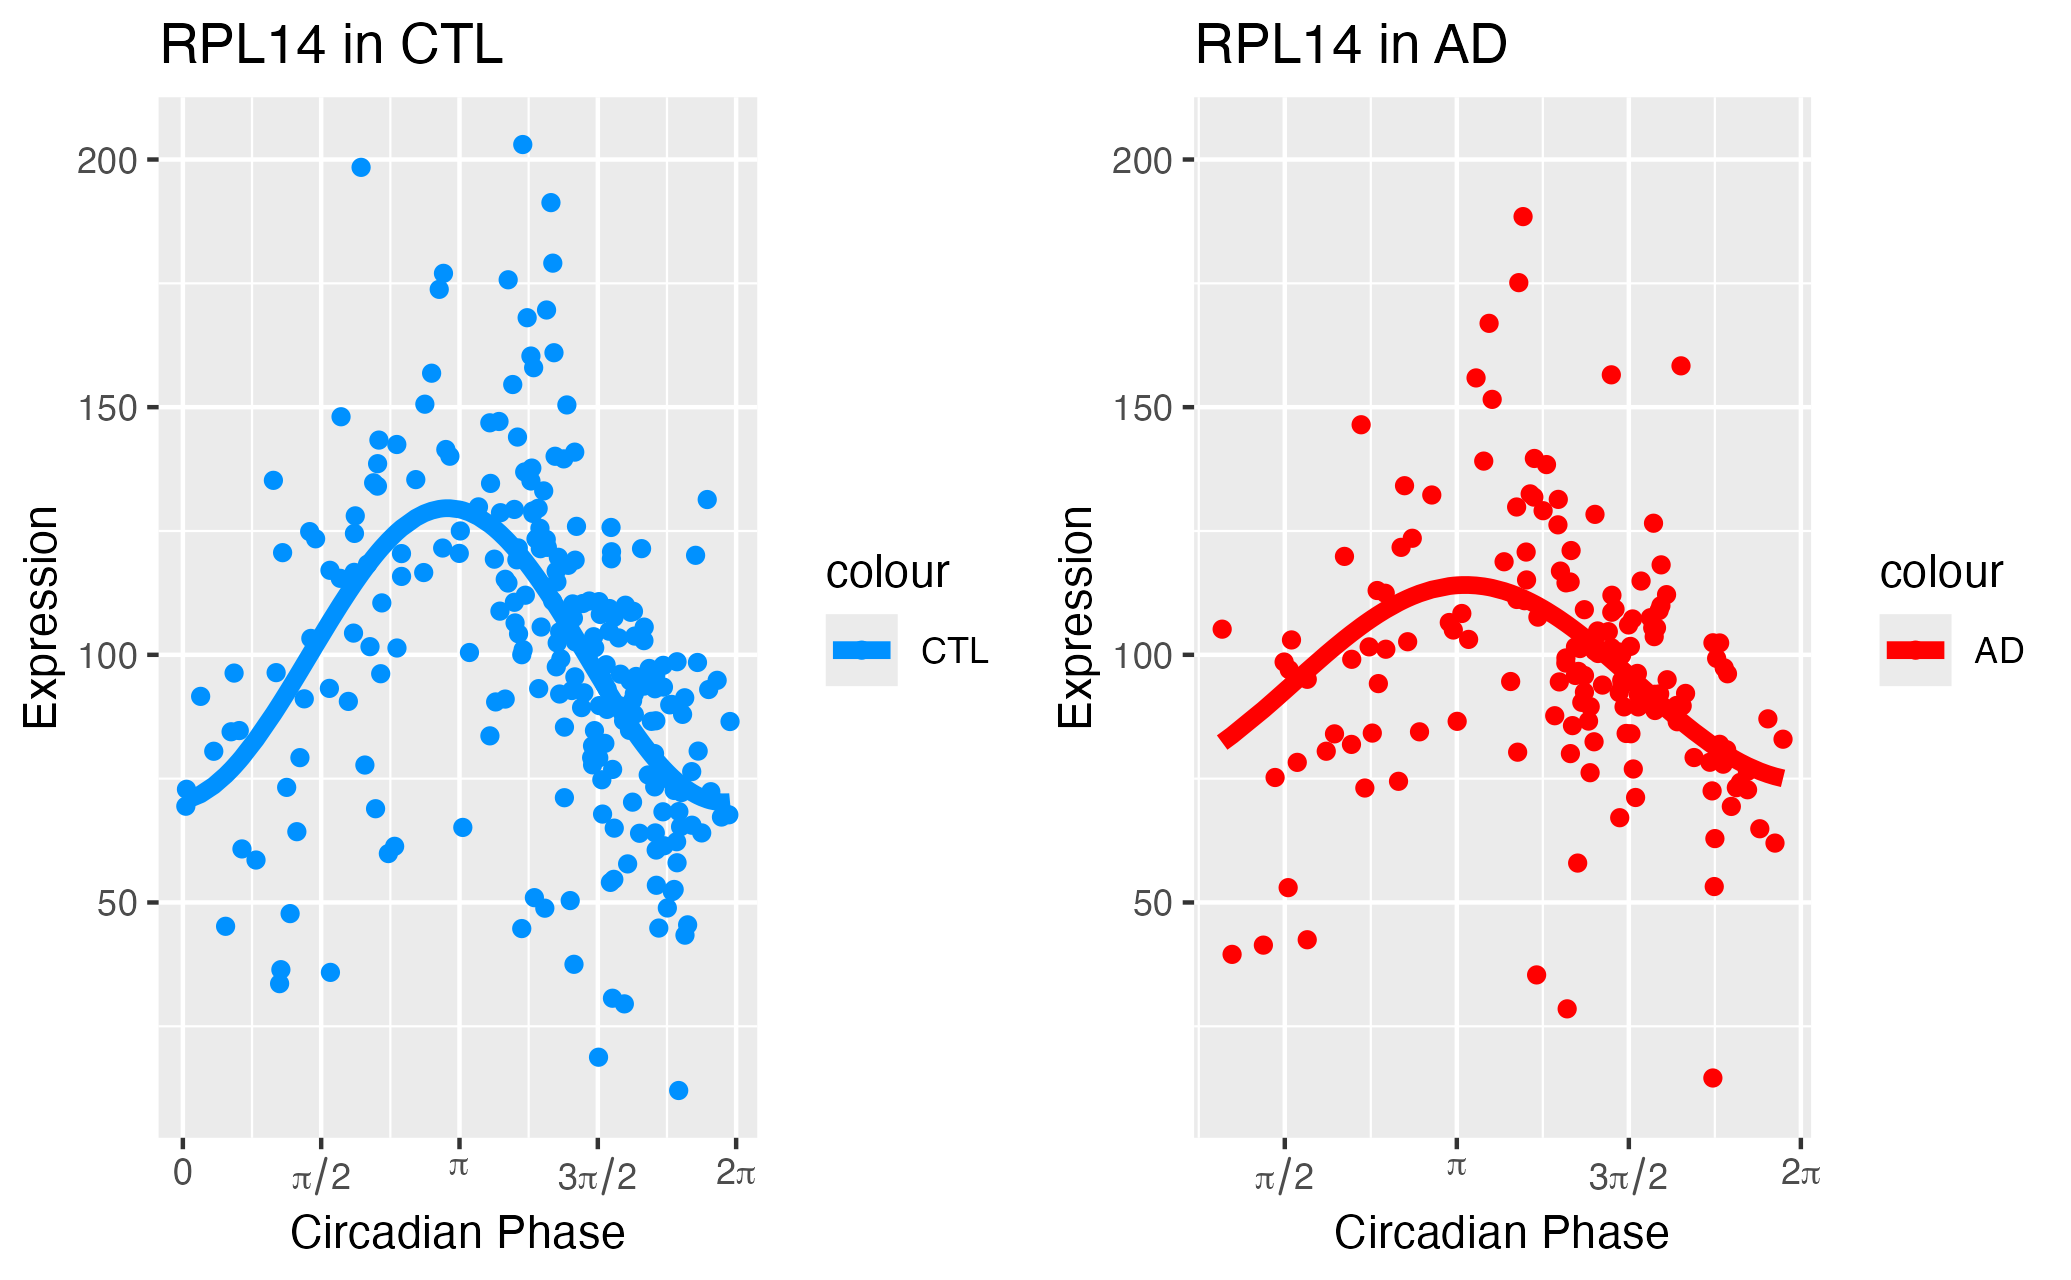 RPL14 in CTL
Expression
200
150
100
50
0
π/2
π
3π/2
2π
Circadian Phase
colour
CTL
RPL14 in AD
Expression
200
150
100
50
π/2
π
3π/2
2π
Circadian Phase
colour
AD